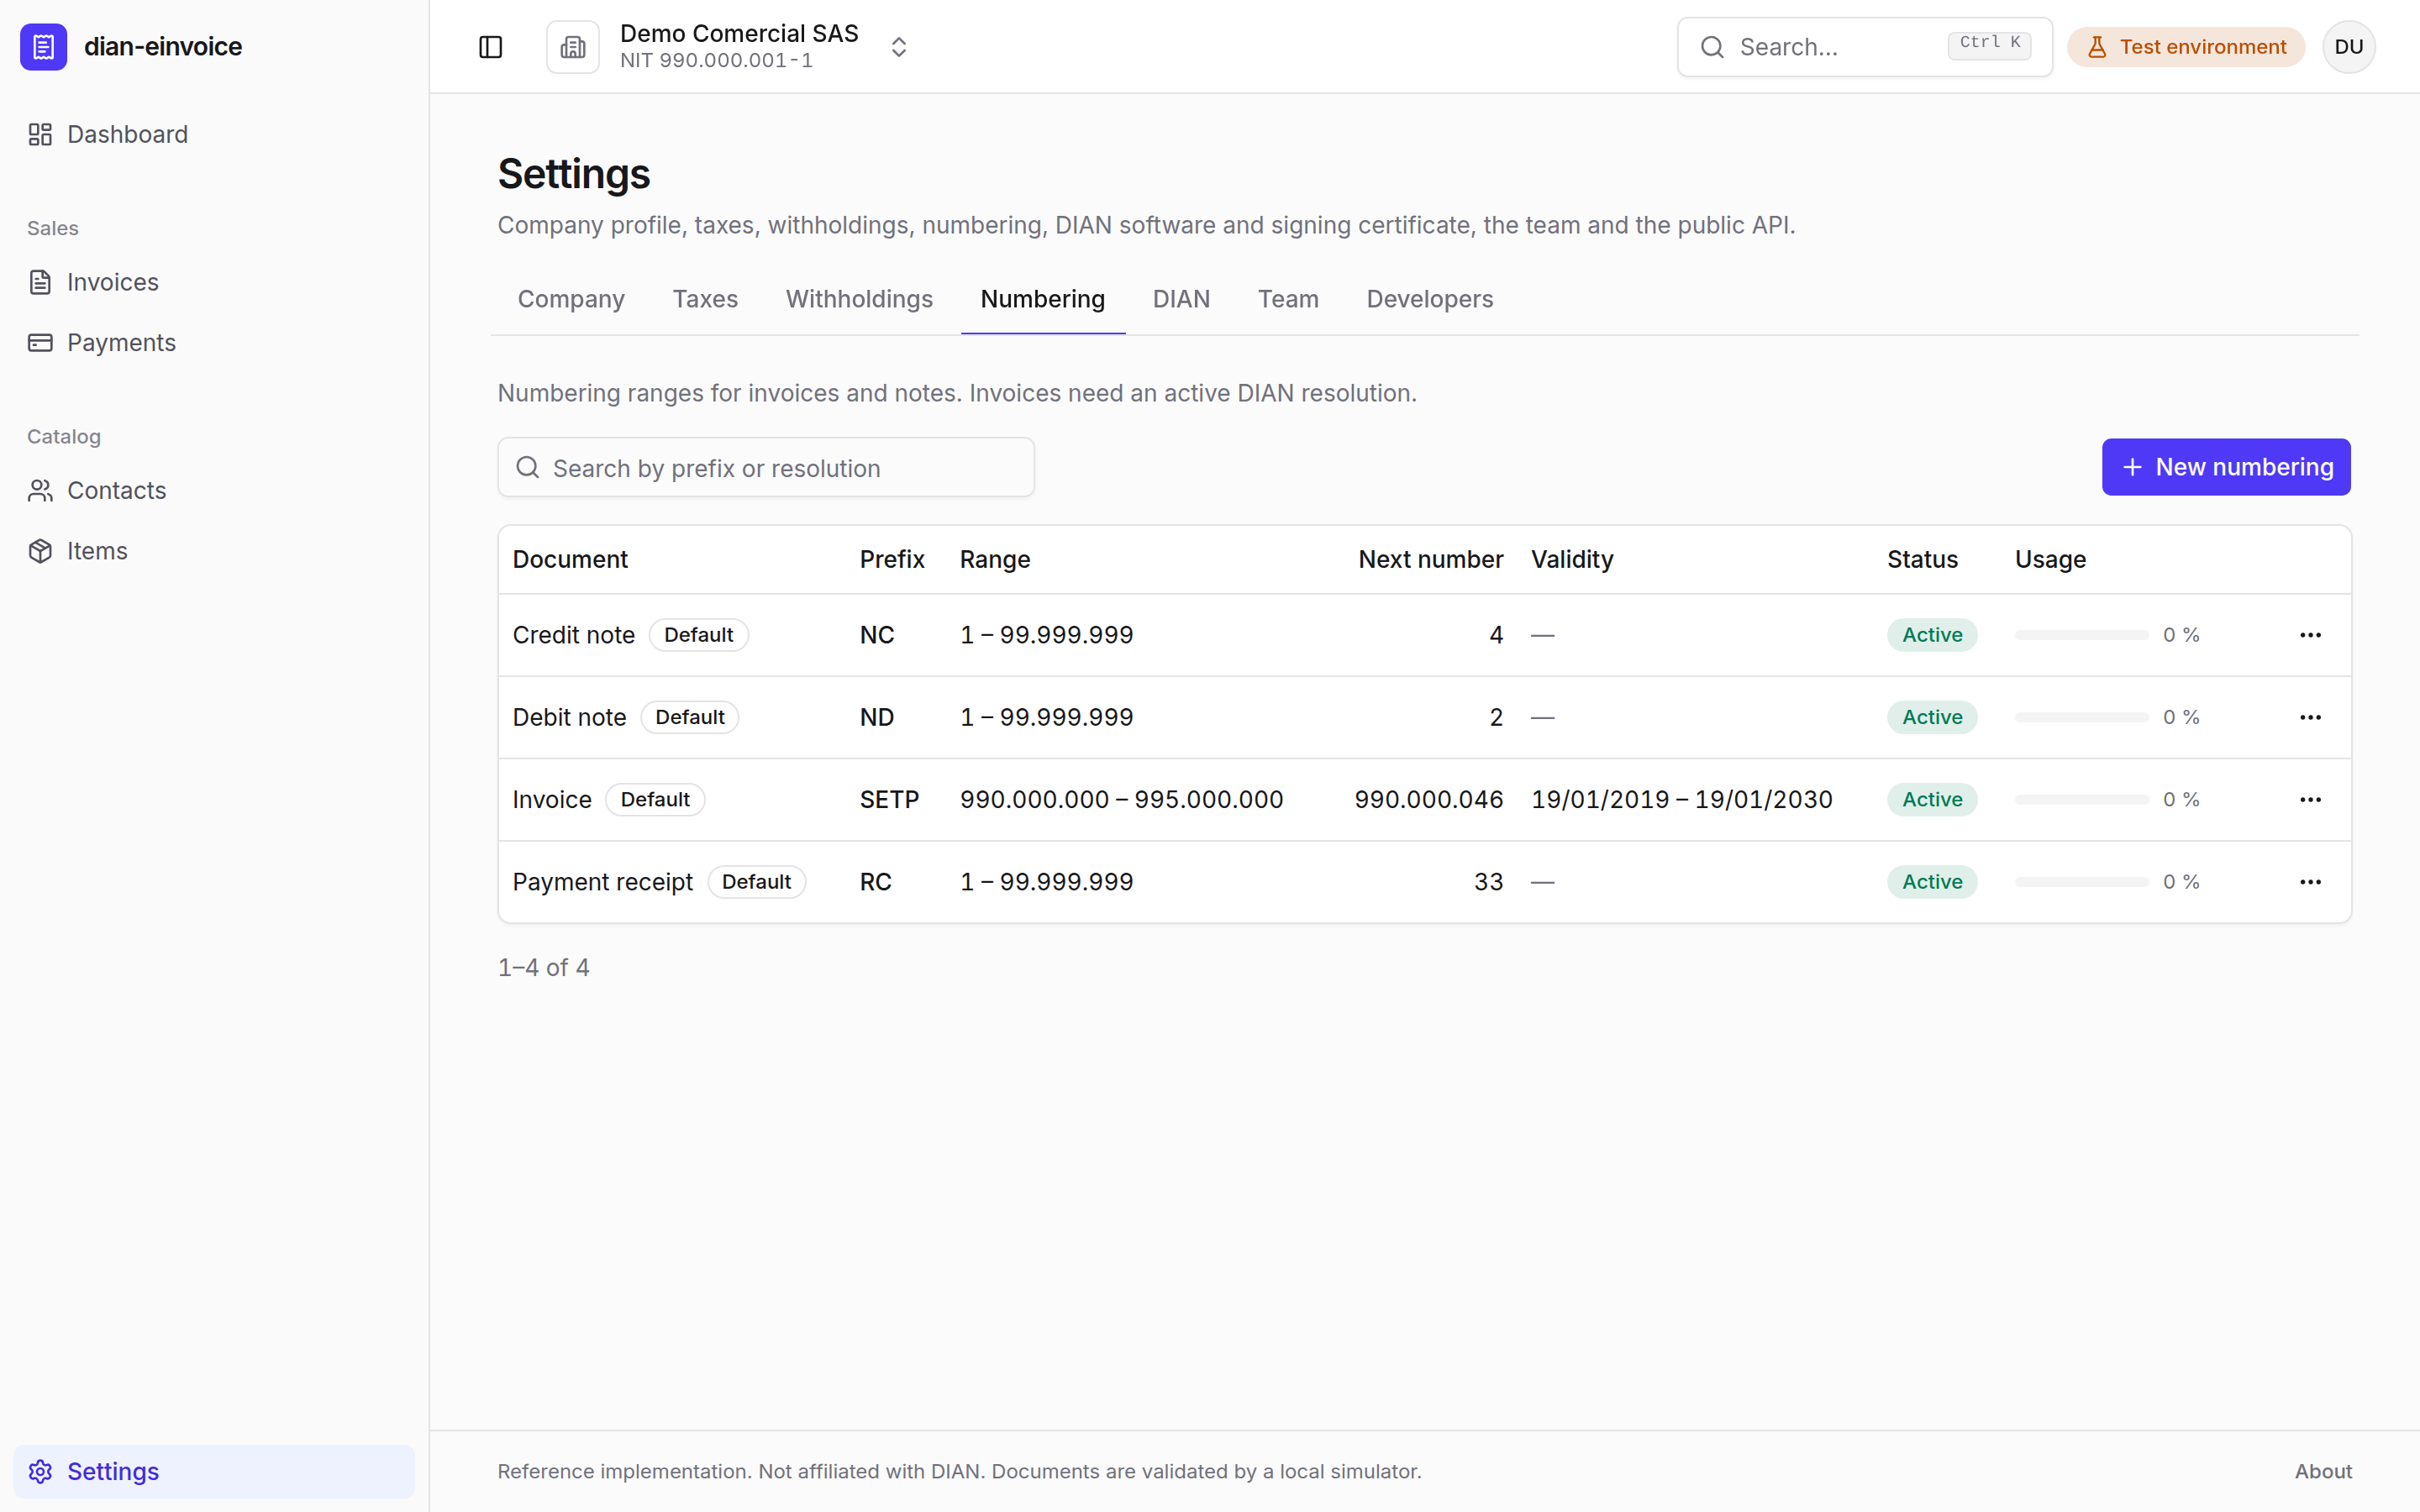 dian-einvoice
Demo Comercial SAS
NIT 990.000.001-1
Search...
Ctrl K
Test environment
DU
Dashboard
Sales
Invoices
Payments
Catalog
Contacts
Items
Settings
Settings
Company profile, taxes, withholdings, numbering, DIAN software and signing certificate, the team and the public API.
Company Taxes Withholdings Numbering DIAN Team Developers
Numbering ranges for invoices and notes. Invoices need an active DIAN resolution.
Search by prefix or resolution
New numbering
Document Prefix Range Next number Validity Status Usage
Credit note Default NC 1 – 99.999.999 4 — Active 0 %
Debit note Default ND 1 – 99.999.999 2 — Active 0 %
Invoice Default SETP 990.000.000 – 995.000.000 990.000.046 19/01/2019 – 19/01/2030 Active 0 %
Payment receipt Default RC 1 – 99.999.999 33 — Active 0 %
1–4 of 4
Reference implementation. Not affiliated with DIAN. Documents are validated by a local simulator.
About